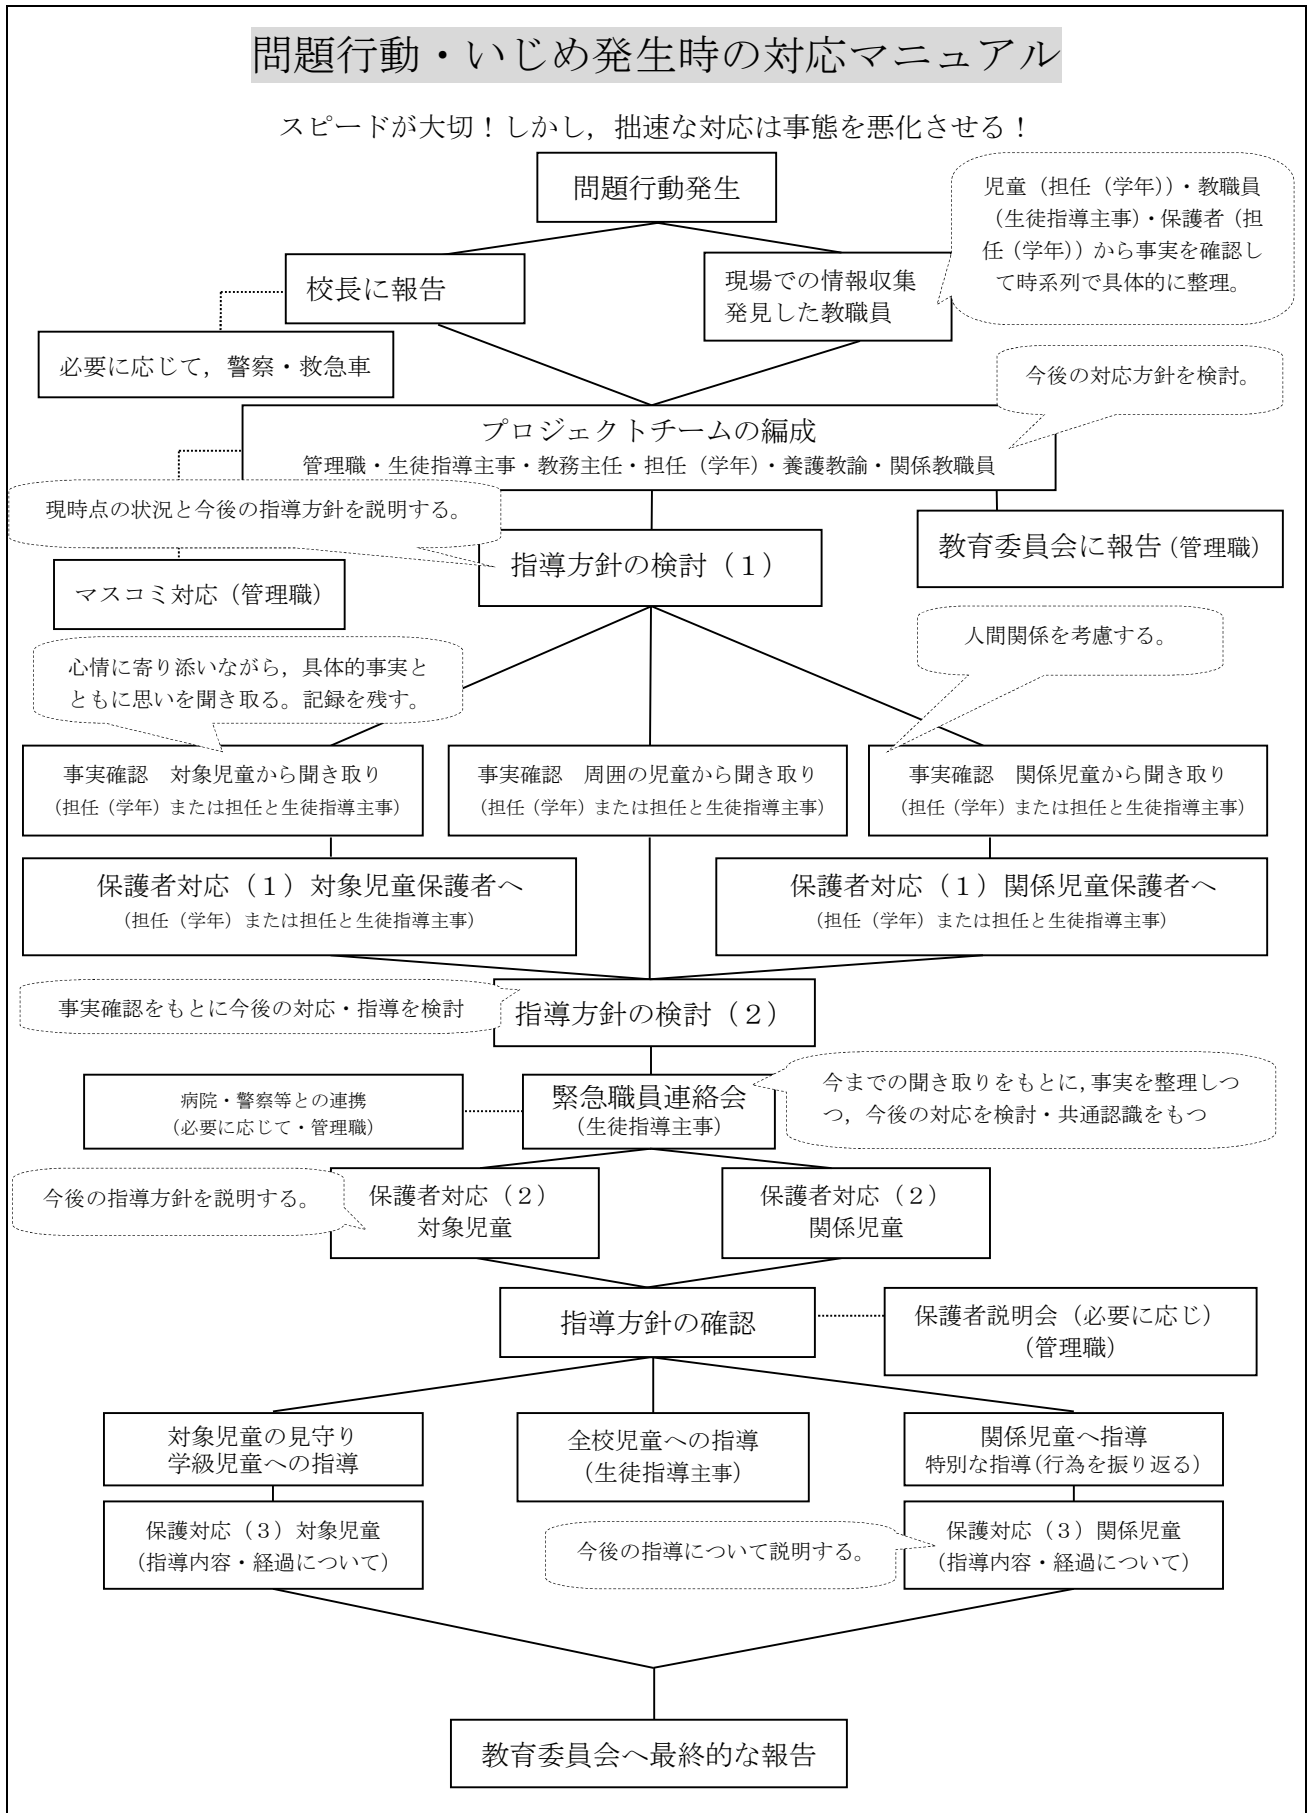 問題行動・いじめ発生時の対応マニュアル
スピードが大切！しかし，拙速な対応は事態を悪化させる！
問題行動発生
児童（担任（学年））・教職員
（生徒指導主事）・保護者（担
任（学年））から事実を確認し
て時系列で具体的に整理。
校長に報告
現場での情報収集
発見した教職員
必要に応じて，警察・救急車
今後の対応方針を検討。
プロジェクトチームの編成
管理職・生徒指導主事・教務主任・担任（学年）・養護教諭・関係教職員
現時点の状況と今後の指導方針を説明する。
指導方針の検討（１）
教育委員会に報告（管理職）
マスコミ対応（管理職）
人間関係を考慮する。
心情に寄り添いながら，具体的事実と
ともに思いを聞き取る。記録を残す。
事実確認　対象児童から聞き取り
（担任（学年）または担任と生徒指導主事）
事実確認　周囲の児童から聞き取り
（担任（学年）または担任と生徒指導主事）
事実確認　関係児童から聞き取り
（担任（学年）または担任と生徒指導主事）
保護者対応（１）対象児童保護者へ
（担任（学年）または担任と生徒指導主事）
保護者対応（１）関係児童保護者へ
（担任（学年）または担任と生徒指導主事）
事実確認をもとに今後の対応・指導を検討
指導方針の検討（２）
病院・警察等との連携
（必要に応じて・管理職）
緊急職員連絡会
（生徒指導主事）
今までの聞き取りをもとに，事実を整理しつ
つ，今後の対応を検討・共通認識をもつ
今後の指導方針を説明する。
保護者対応（２）
対象児童
保護者対応（２）
関係児童
指導方針の確認
保護者説明会（必要に応じ）
（管理職）
対象児童の見守り
学級児童への指導
全校児童への指導
（生徒指導主事）
関係児童へ指導
特別な指導（行為を振り返る）
保護対応（３）対象児童
（指導内容・経過について）
今後の指導について説明する。
保護対応（３）関係児童
（指導内容・経過について）
教育委員会へ最終的な報告